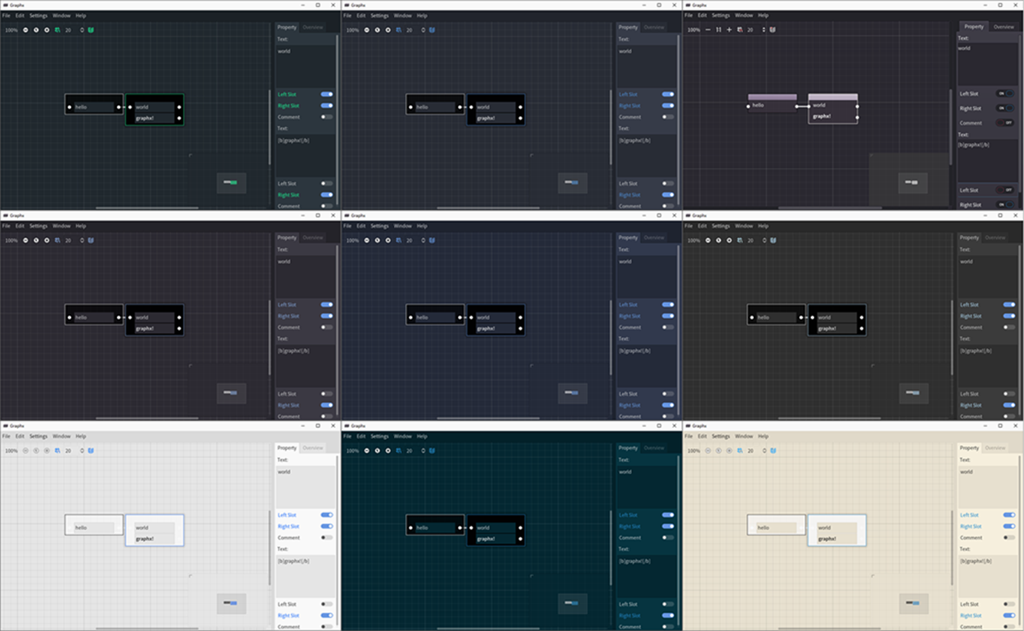 Graphs
File Edit Settings Window Help
100% 20
Property Overview
Text:
world
hello world
graphs!
Left Slot
Right Slot
Comment
Text:
[b]graphs![/b]
Left Slot
Right Slot
Comment
Graphs
File Edit Settings Window Help
100% 20
Property Overview
Text:
world
hello world
graphs!
Left Slot
Right Slot
Comment
Text:
[b]graphs![/b]
Left Slot
Right Slot
Comment
Graphs
File Edit Settings Window Help
100% 20
Property Overview
Text:
world
hello world
graphs!
Left Slot ON
Right Slot ON
Comment OFF
Text:
[b]graphs![/b]
Left Slot OFF
Right Slot ON
Graphs
File Edit Settings Window Help
100% 20
Property Overview
Text:
world
hello world
graphs!
Left Slot
Right Slot
Comment
Text:
[b]graphs![/b]
Left Slot
Right Slot
Comment
Graphs
File Edit Settings Window Help
100% 20
Property Overview
Text:
world
hello world
graphs!
Left Slot
Right Slot
Comment
Text:
[b]graphs![/b]
Left Slot
Right Slot
Comment
Graphs
File Edit Settings Window Help
100% 20
Property Overview
Text:
world
hello world
graphs!
Left Slot
Right Slot
Comment
Text:
[b]graphs![/b]
Left Slot
Right Slot
Comment
Graphs
File Edit Settings Window Help
100% 20
Property Overview
Text:
world
hello world
graphs!
Left Slot
Right Slot
Comment
Text:
[b]graphs![/b]
Left Slot
Right Slot
Comment
Graphs
File Edit Settings Window Help
100% 20
Property Overview
Text:
world
hello world
graphs!
Left Slot
Right Slot
Comment
Text:
[b]graphs![/b]
Left Slot
Right Slot
Comment
Graphs
File Edit Settings Window Help
100% 20
Property Overview
Text:
world
hello world
graphs!
Left Slot
Right Slot
Comment
Text:
[b]graphs![/b]
Left Slot
Right Slot
Comment